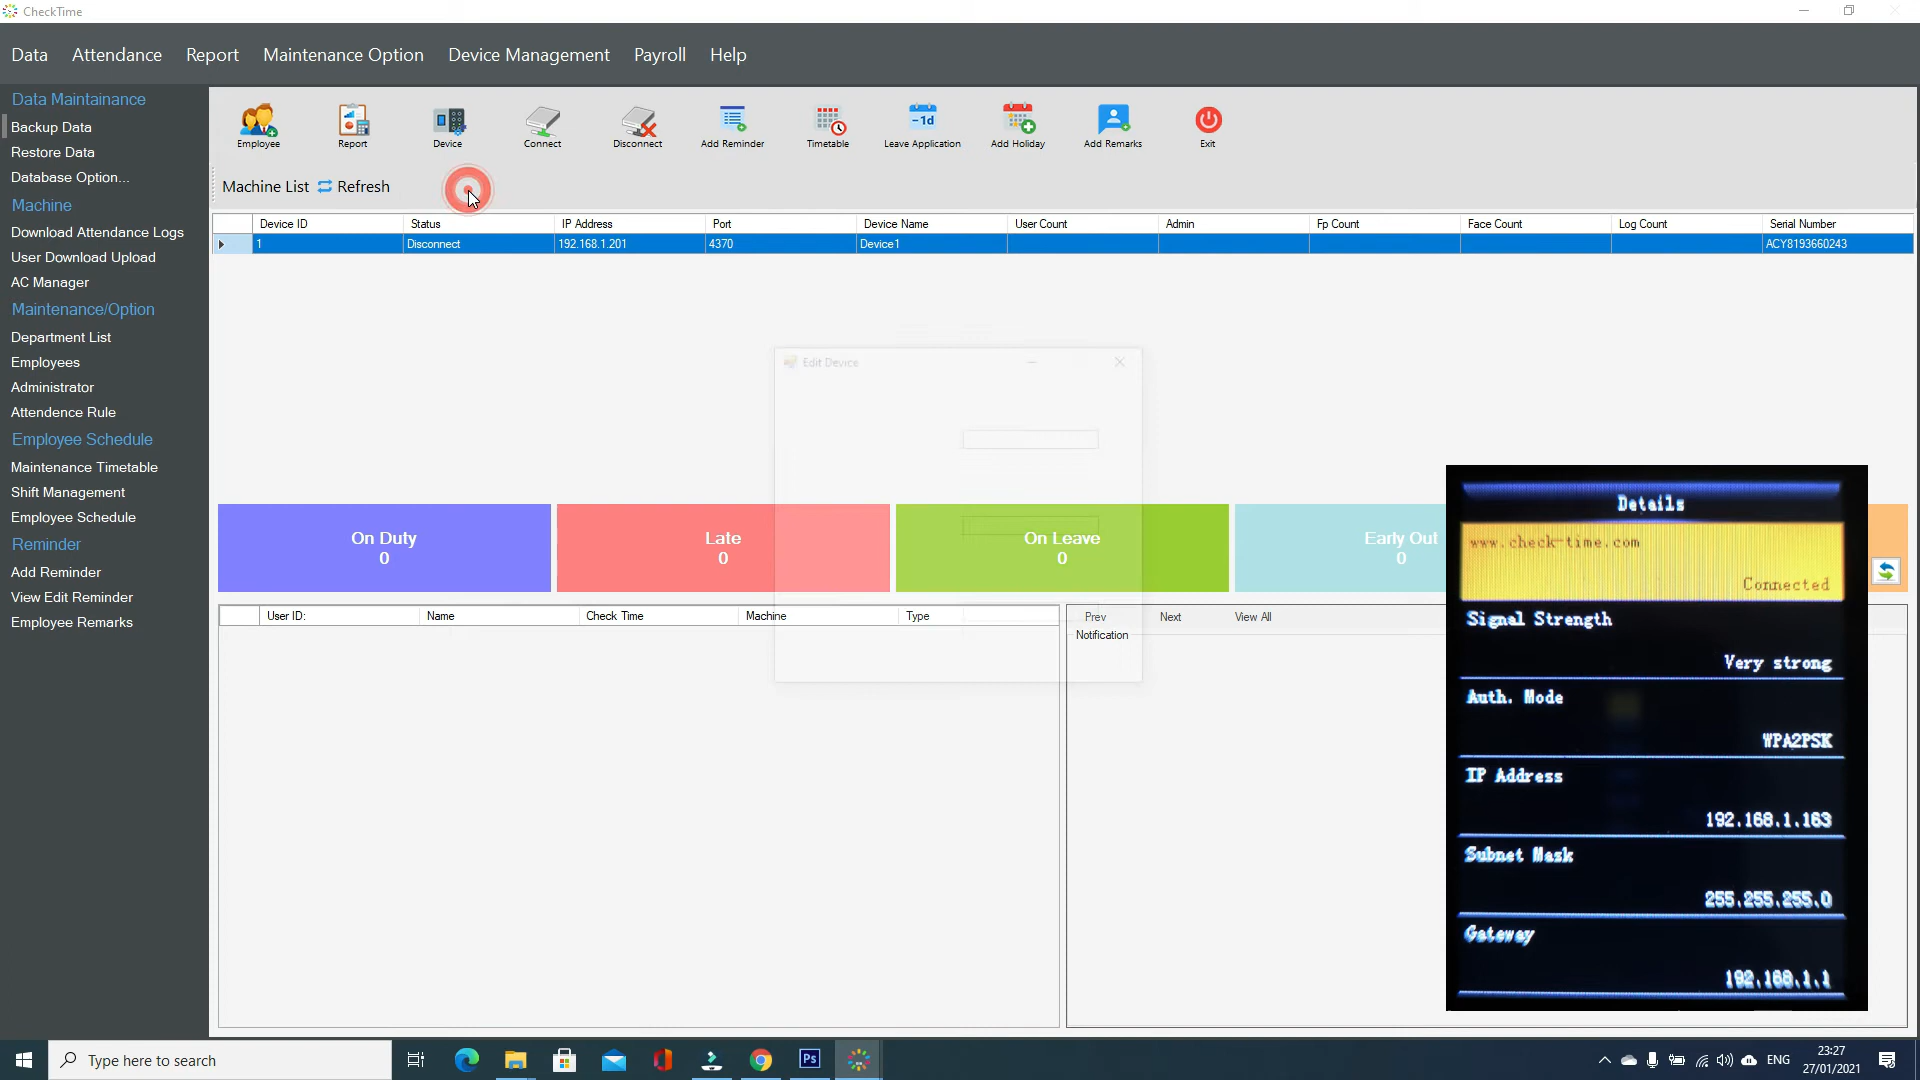 CheckTime
Data Attendance Report Maintenance Option Device Management Payroll Help
Data Maintainance
Backup Data
Restore Data
Database Option...
Machine
Download Attendance Logs
User Download Upload
AC Manager
Maintenance/Option
Department List
Employees
Administrator
Attendence Rule
Employee Schedule
Maintenance Timetable
Shift Management
Employee Schedule
Reminder
Add Reminder
View Edit Reminder
Employee Remarks
Employee Report Device Connect Disconnect Add Reminder Timetable Leave Application Add Holiday Add Remarks Exit
-1d
Machine List Refresh
Device ID Status IP Address Port Device Name User Count Admin Fp Count Face Count Log Count Serial Number
1 Disconnect 192.168.1.201 4370 Device1 ACY8193660243
Edit Device
On Duty
0
Late
0
On Leave
0
Early Out
0
User ID: Name Check Time Machine Type
Prev Next View All
Notification
Details
www.check-time.com
Connected
Signal Strength
Very strong
Auth. Mode
WPA2PSK
IP Address
192.168.1.163
Subnet Mask
255.255.255.0
Gateway
192.168.1.1
Type here to search
Ps
ENG
23:27
27/01/2021